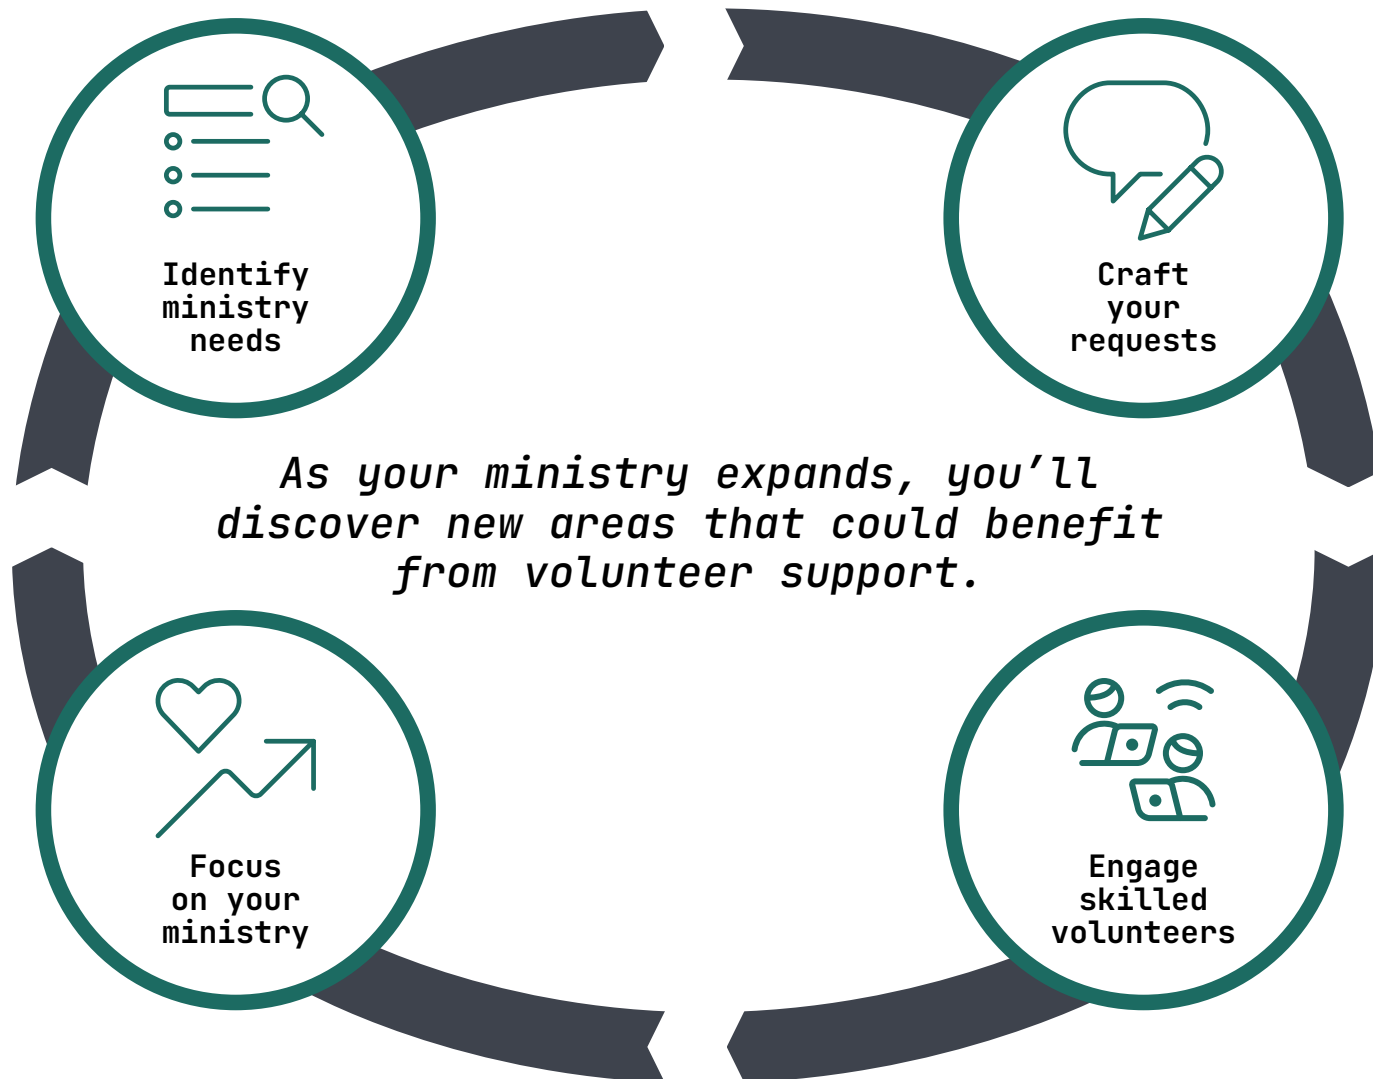 Identify
ministry
needs
Craft
your
requests
As your ministry expands, you’ll
discover new areas that could benefit
from volunteer support.
Focus
on your
ministry
Engage
skilled
volunteers